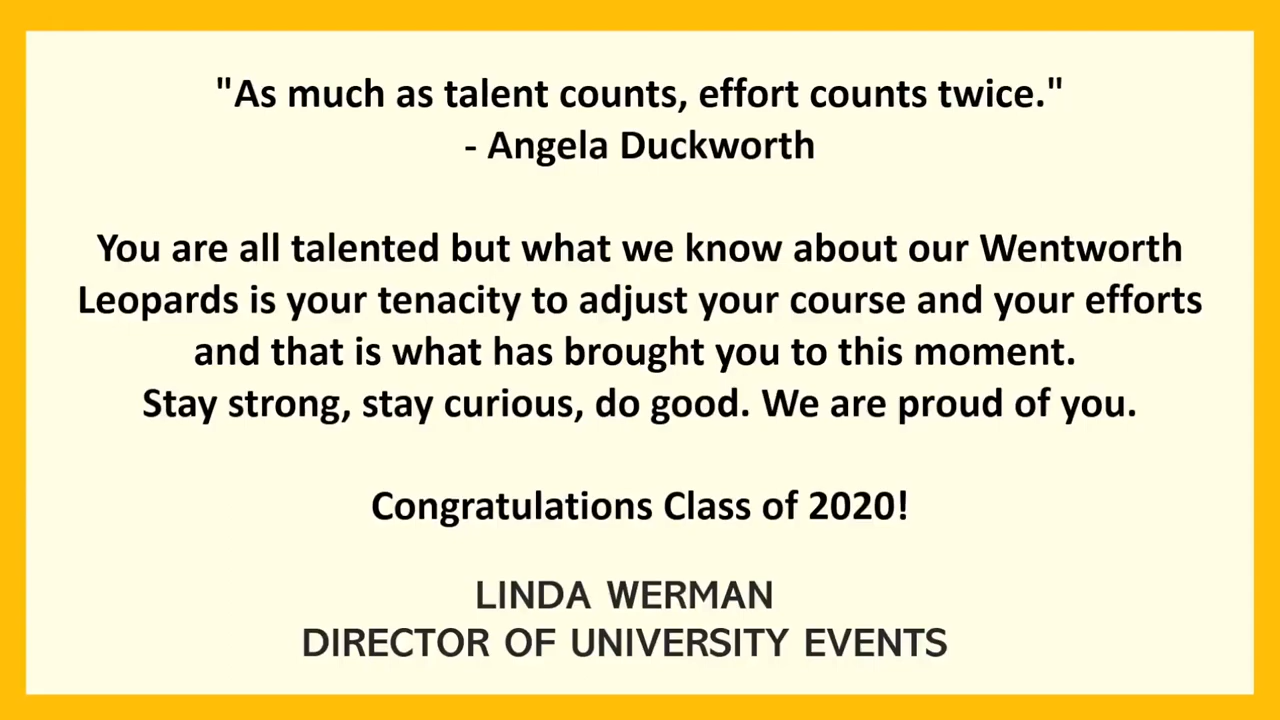 "As much as talent counts, effort counts twice."
- Angela Duckworth
You are all talented but what we know about our Wentworth
Leopards is your tenacity to adjust your course and your efforts
and that is what has brought you to this moment.
Stay strong, stay curious, do good. We are proud of you.
Congratulations Class of 2020!
LINDA WERMAN
DIRECTOR OF UNIVERSITY EVENTS